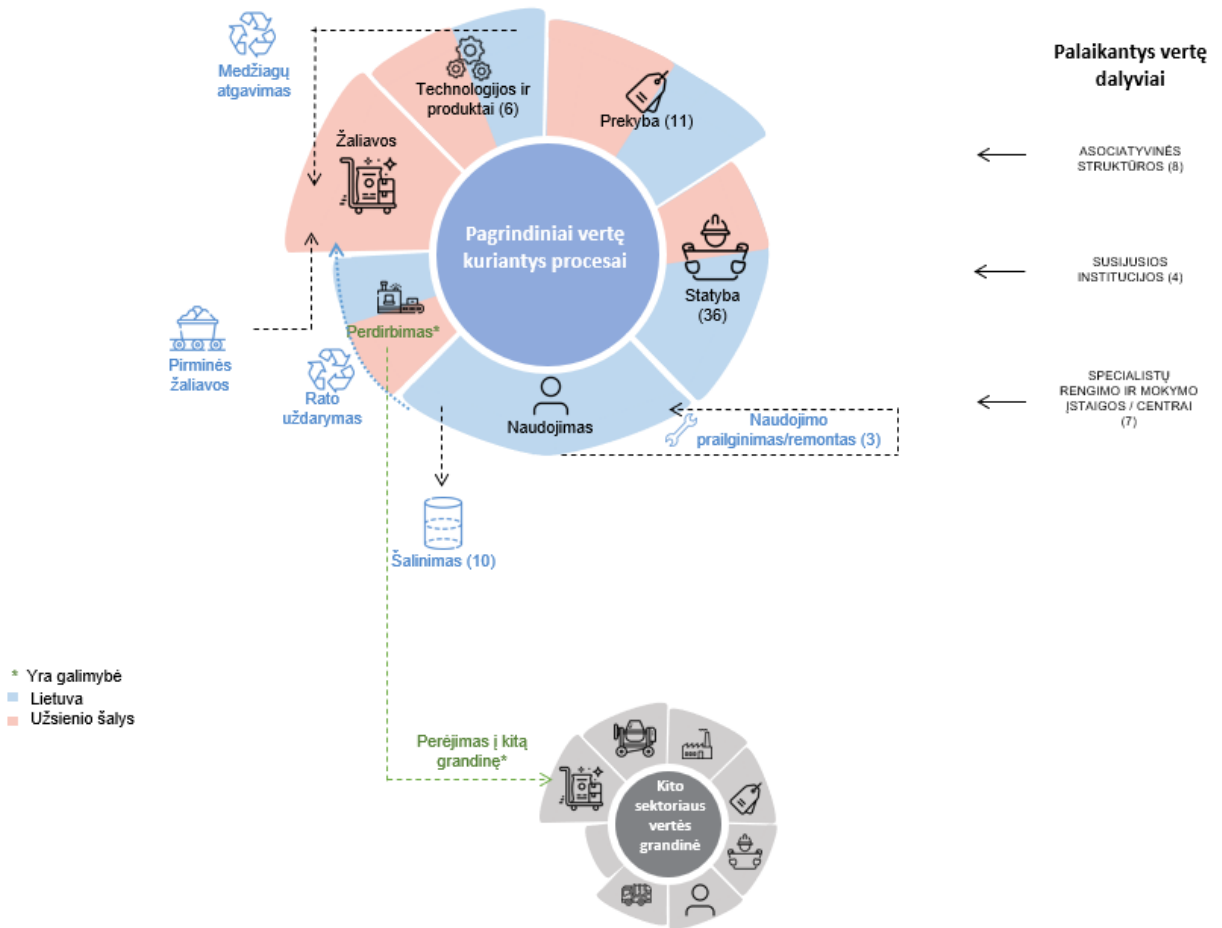 Medžiagų
atgavimas
Technologijos ir
produktai (6)
Prekyba (11)
Žaliavos
Pagrindiniai vertę
kuriantys procesai
Statyba
(36)
Perdirbimas*
Pirminės
žaliavos
Rato
uždarymas
Naudojimas
Naudojimo
prailginimas/remontas (3)
Šalinimas (10)
Palaikantys vertę
dalyviai
ASOCIATYVINĖS
STRUKTŪROS (8)
SUSIJUSIOS
INSTITUCIJOS (4)
SPECIALISTŲ
RENGIMO IR MOKYMO
ĮSTAIGOS / CENTRAI
(7)
* Yra galimybė
Lietuva
Užsienio šalys
Perėjimas į kitą
grandinę*
Kito
sektoriaus
vertės
grandinė